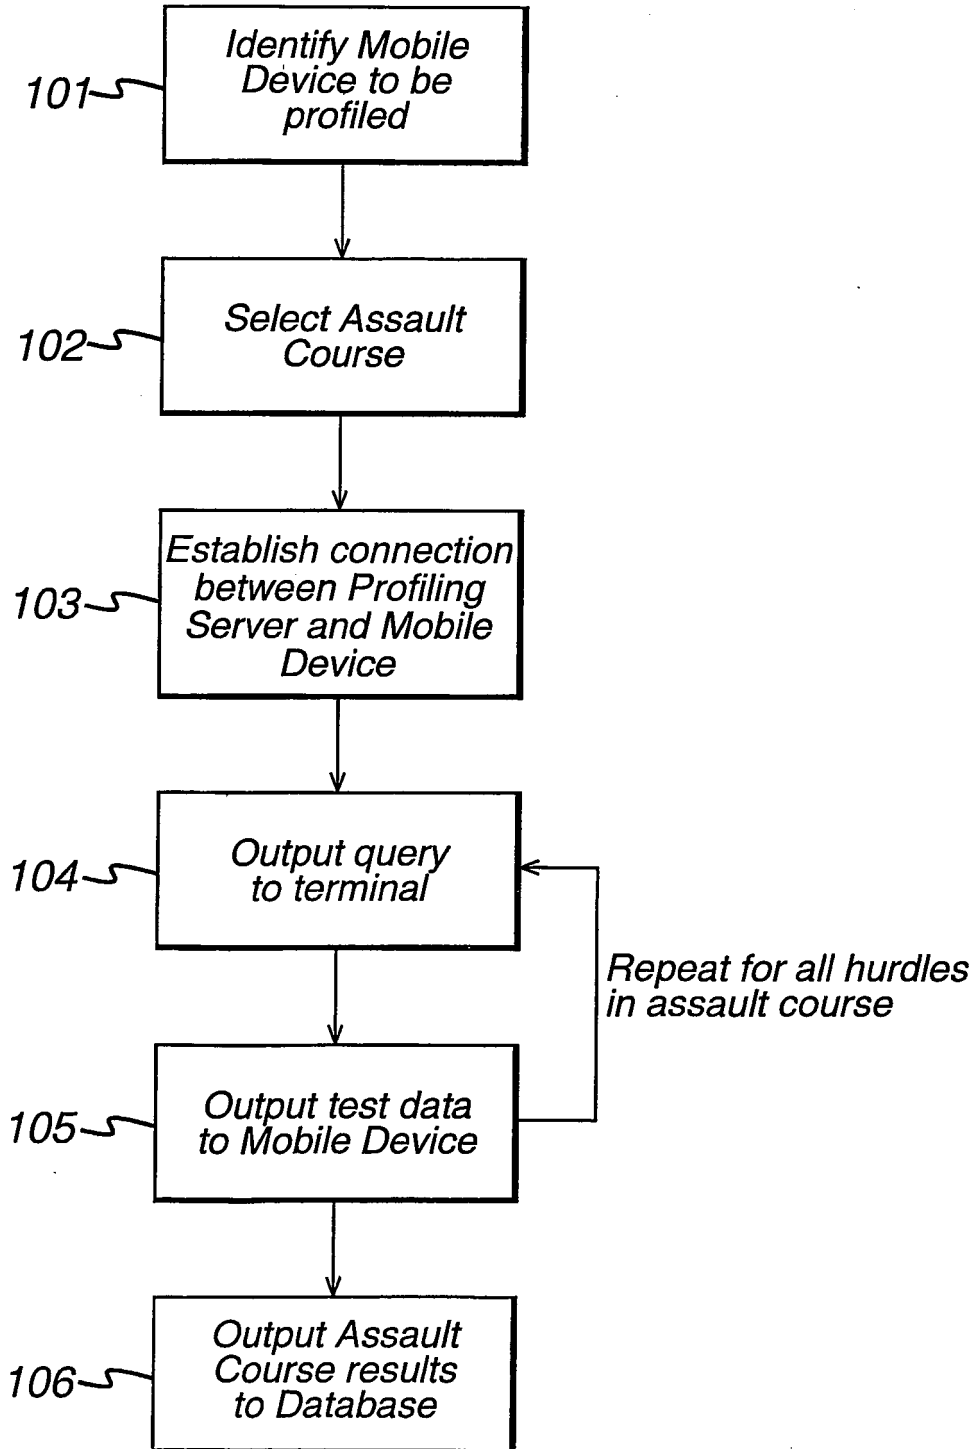 Identify Mobile
Device to be
profiled
101
Select Assault
Course
102
Establish connection
between Profiling
Server and Mobile
Device
103
Output query
to terminal
104
Repeat for all hurdles
in assault course
Output test data
to Mobile Device
105
Output Assault
Course results
to Database
106